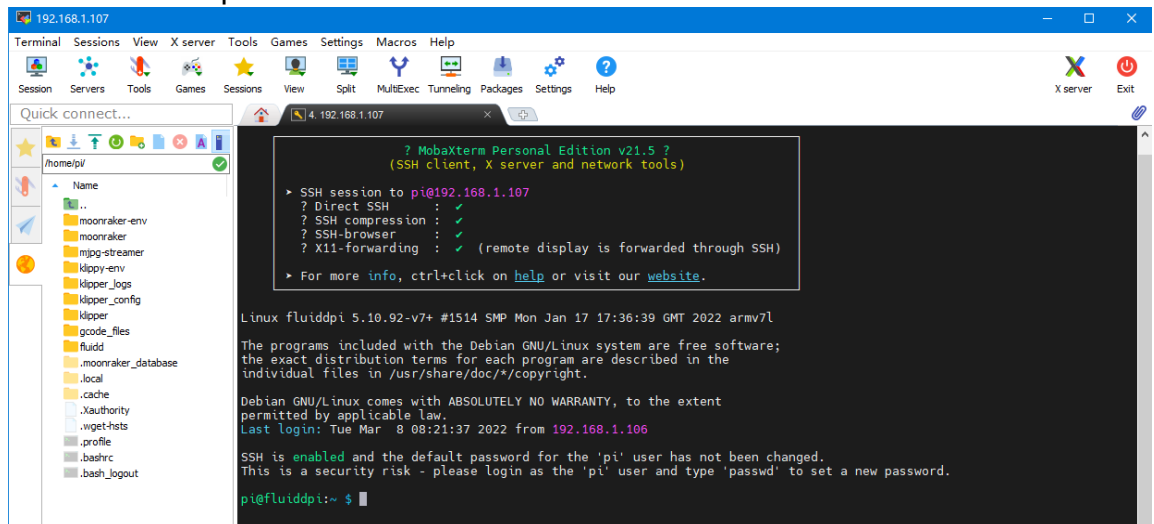 192.168.1.107
Terminal Sessions View X server Tools Games Settings Macros Help
Session Servers Tools Games Sessions View Split MultiExec Tunneling Packages Settings Help X server Exit
Quick connect...
4. 192.168.1.107
/home/pi/
Name
..
moonraker-env
moonraker
mjpg-streamer
klippy-env
klipper_logs
klipper_config
klipper
gcode_files
fluidd
.moonraker_database
.local
.cache
.Xauthority
.wget-hsts
.profile
.bashrc
.bash_logout
? MobaXterm Personal Edition v21.5 ?
(SSH client, X server and network tools)
➤ SSH session to pi@192.168.1.107
? Direct SSH : ✔
? SSH compression : ✔
? SSH-browser : ✔
? X11-forwarding : ✔ (remote display is forwarded through SSH)
➤ For more info, ctrl+click on help or visit our website.
Linux fluiddpi 5.10.92-v7+ #1514 SMP Mon Jan 17 17:36:39 GMT 2022 armv7l
The programs included with the Debian GNU/Linux system are free software;
the exact distribution terms for each program are described in the
individual files in /usr/share/doc/*/copyright.
Debian GNU/Linux comes with ABSOLUTELY NO WARRANTY, to the extent
permitted by applicable law.
Last login: Tue Mar  8 08:21:37 2022 from 192.168.1.106
SSH is enabled and the default password for the 'pi' user has not been changed.
This is a security risk - please login as the 'pi' user and type 'passwd' to set a new password.
pi@fluiddpi:~ $